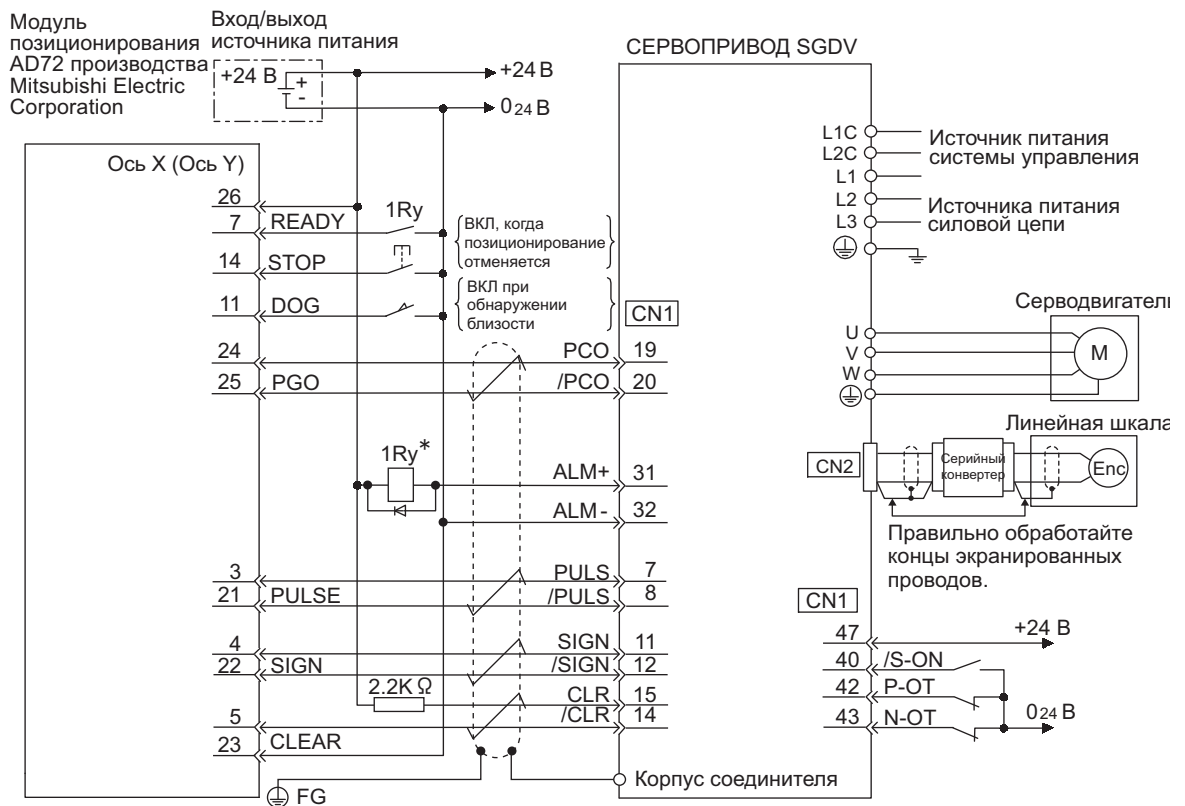 Модуль
позиционирования
AD72 производства
Mitsubishi Electric
Corporation
Вход/выход
источника питания
+24 В
+
-
+24 В
0 24 В
СЕРВОПРИВОД SGDV
Ось X (Ось Y)
26
7 READY
1Ry
ВКЛ, когда
позиционирование
отменяется
14 STOP
11 DOG
ВКЛ при
обнаружении
близости
CN1
24
PCO 19
25 PGO
/PCO 20
1Ry*
ALM+ 31
ALM- 32
3
PULS 7
21 PULSE
/PULS 8
4
SIGN 11
22 SIGN
/SIGN 12
2.2K Ω
CLR 15
5
/CLR 14
23 CLEAR
FG
Корпус соединителя
L1C
L2C
Источник питания
системы управления
L1
L2
L3
Источника питания
силовой цепи
Серводвигатель
U
V
W
M
Линейная шкала
CN2
Серийный
конвертер
Enc
Правильно обработайте
концы экранированных
проводов.
CN1
47
+24 В
40 /S-ON
42 P-OT
43 N-OT
0 24 В